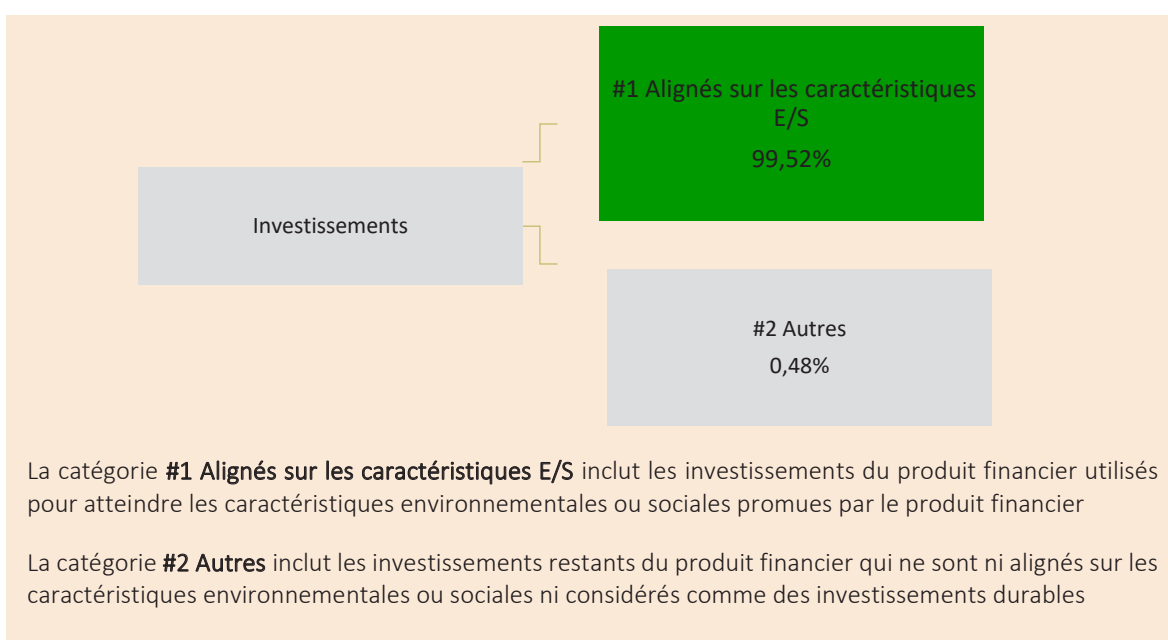 #1 Alignés sur les caractéristiques
E/S
99,52%
Investissements
#2 Autres
0,48%
La catégorie #1 Alignés sur les caractéristiques E/S inclut les investissements du produit financier utilisés
pour atteindre les caractéristiques environnementales ou sociales promues par le produit financier
La catégorie #2 Autres inclut les investissements restants du produit financier qui ne sont ni alignés sur les
caractéristiques environnementales ou sociales ni considérés comme des investissements durables